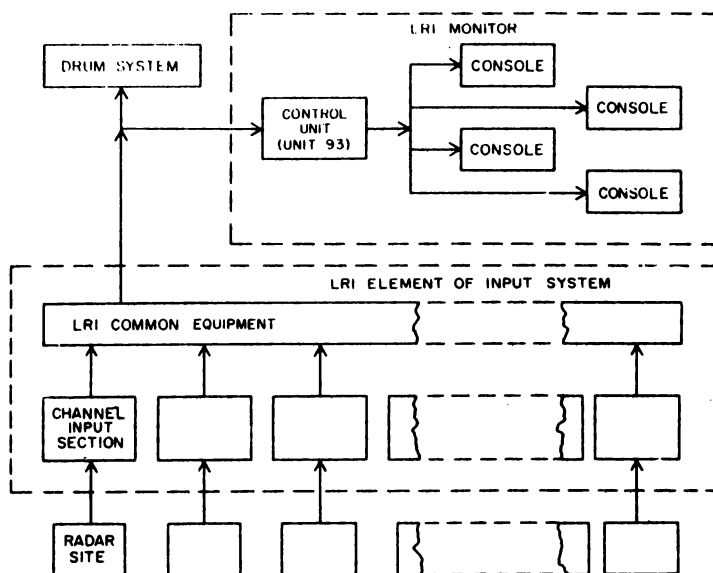 LRI MONITOR
DRUM SYSTEM
CONTROL
UNIT
(UNIT 93)
CONSOLE
CONSOLE
CONSOLE
CONSOLE
LRI ELEMENT OF INPUT SYSTEM
LRI COMMON EQUIPMENT
CHANNEL
INPUT
SECTION
RADAR
SITE